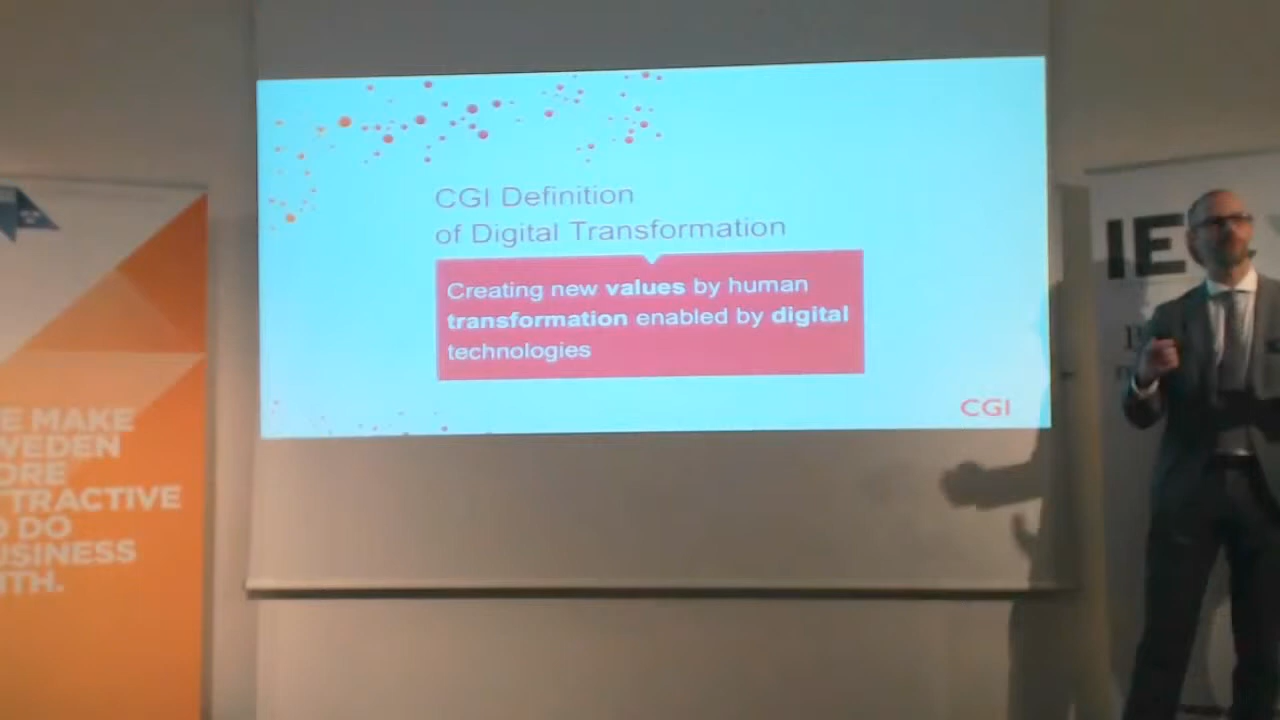 CGI Definition
of Digital Transformation
Creating new values by human
transformation enabled by digital
technologies
CGI
E MAKE
WEDEN
ORE
TTRACTIVE
O DO
USINESS
ITH.
IE